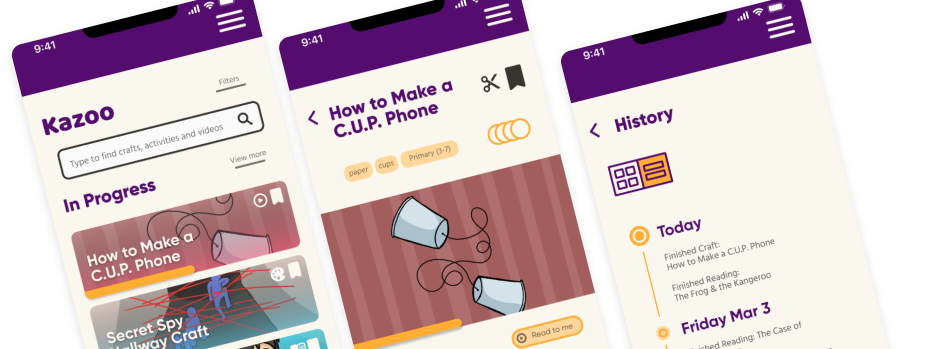 9:41
Filters
Kazoo
Type to find crafts, activities and videos
View more
In Progress
How to Make a
C.U.P. Phone
Secret Spy
Hallway Craft
9:41
How to Make a
C.U.P. Phone
paper
cups
Primary (3-7)
Read to me
9:41
History
Today
Finished Craft:
How to Make a C.U.P. Phone
Finished Reading:
The Frog & the Kangeroo
Friday Mar 3
Finished Reading: The Case of